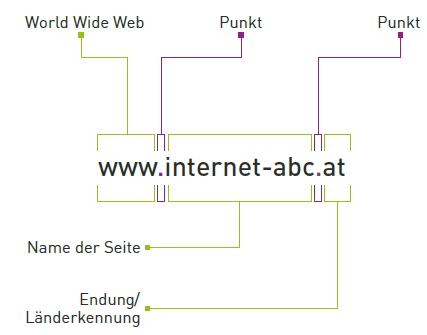 World Wide Web
Punkt
Punkt
www.internet-abc.at
Name der Seite
Endung/
Länderkennung